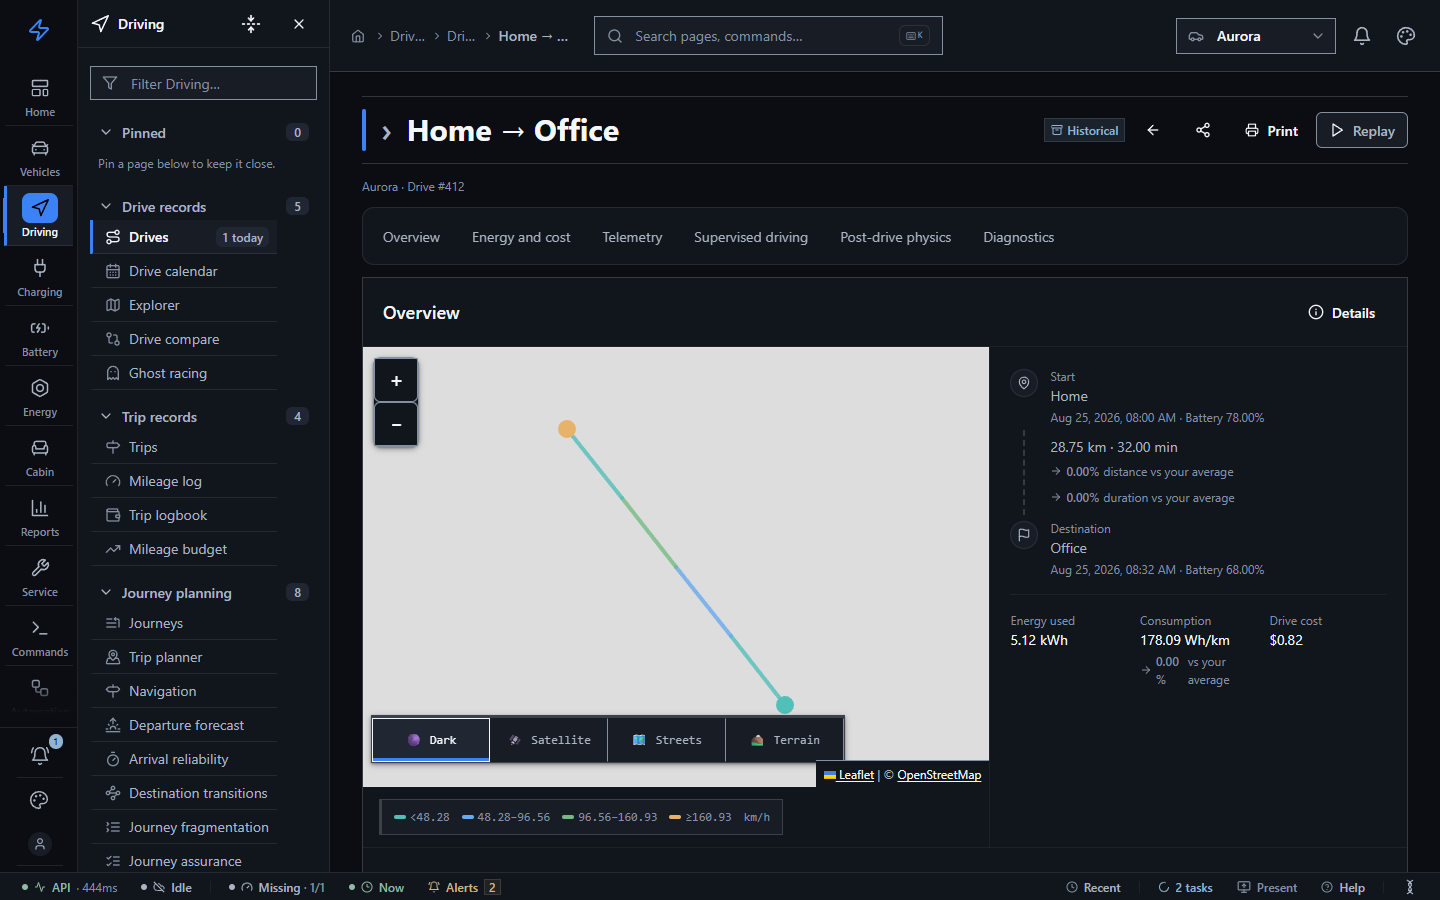 Driving
Driv...
Dri...
Home → ...
Search pages, commands...
K
Aurora
Home
Vehicles
Driving
Charging
Battery
Energy
Cabin
Reports
Service
Commands
1
Filter Driving...
Pinned
0
Pin a page below to keep it close.
Drive records
5
Drives
1 today
Drive calendar
Explorer
Drive compare
Ghost racing
Trip records
4
Trips
Mileage log
Trip logbook
Mileage budget
Journey planning
8
Journeys
Trip planner
Navigation
Departure forecast
Arrival reliability
Destination transitions
Journey fragmentation
Journey assurance
Home → Office
Historical
Print
Replay
Aurora · Drive #412
Overview
Energy and cost
Telemetry
Supervised driving
Post-drive physics
Diagnostics
Overview
Details
+
−
Dark
Satellite
Streets
Terrain
Leaflet | © OpenStreetMap
<48.28
48.28–96.56
96.56–160.93
≥160.93
km/h
Start
Home
Aug 25, 2026, 08:00 AM · Battery 78.00%
28.75 km · 32.00 min
→ 0.00% distance vs your average
→ 0.00% duration vs your average
Destination
Office
Aug 25, 2026, 08:32 AM · Battery 68.00%
Energy used
5.12 kWh
Consumption
178.09 Wh/km
→ 0.00 % vs your average
Drive cost
$0.82
API · 444ms
Idle
Missing · 1/1
Now
Alerts 2
Recent
2 tasks
Present
Help